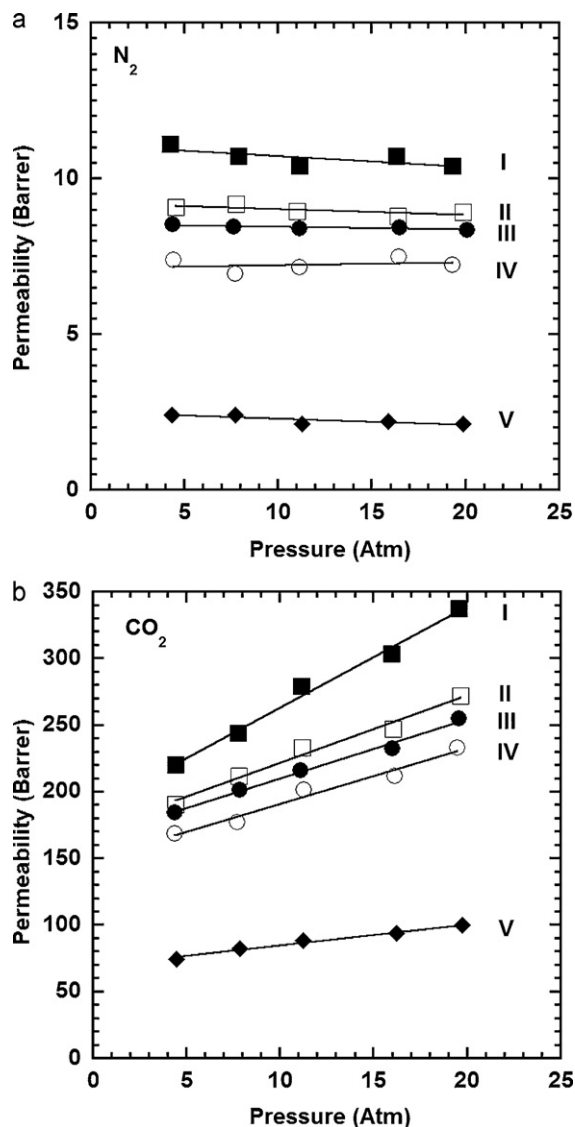 a
N2
Permeability (Barrer)
15
10
5
0
I
II
III
IV
V
0 5 10 15 20 25
Pressure (Atm)
b
CO2
Permeability (Barrer)
350
300
250
200
150
100
50
0
I
II
III
IV
V
0 5 10 15 20 25
Pressure (Atm)